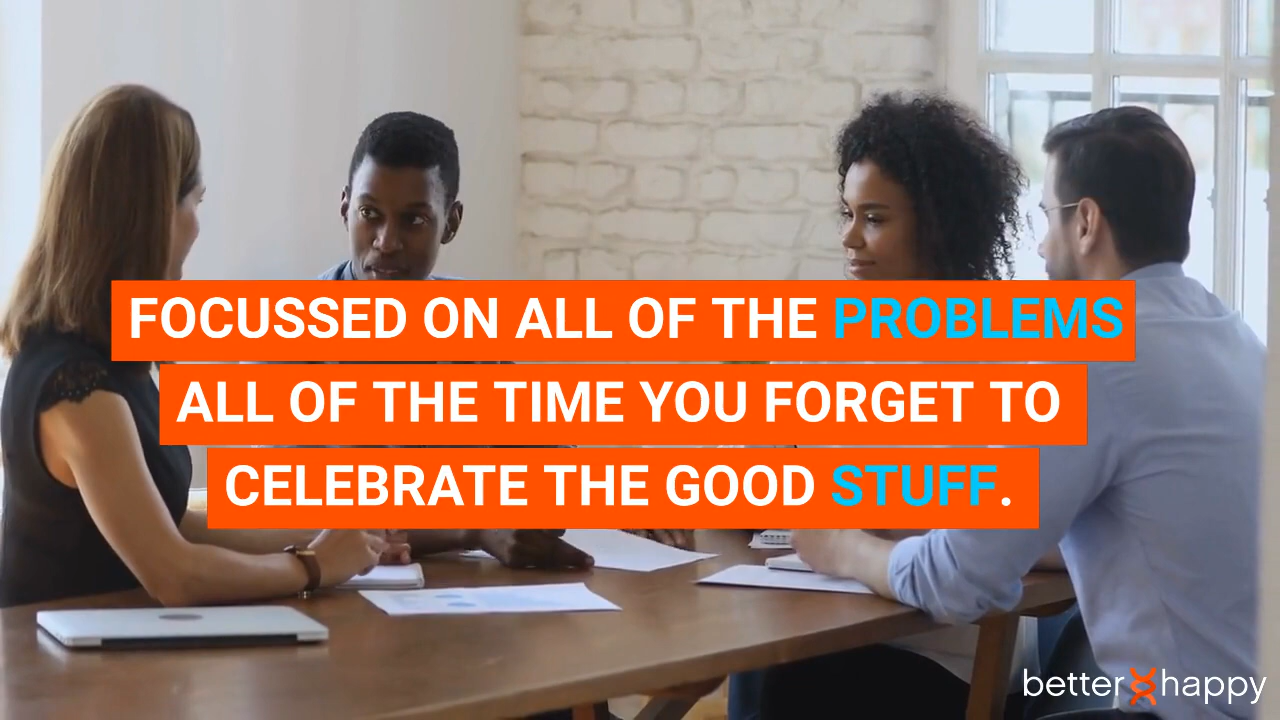 FOCUSSED ON ALL OF THE PROBLEMS
ALL OF THE TIME YOU FORGET TO
CELEBRATE THE GOOD STUFF.
better happy